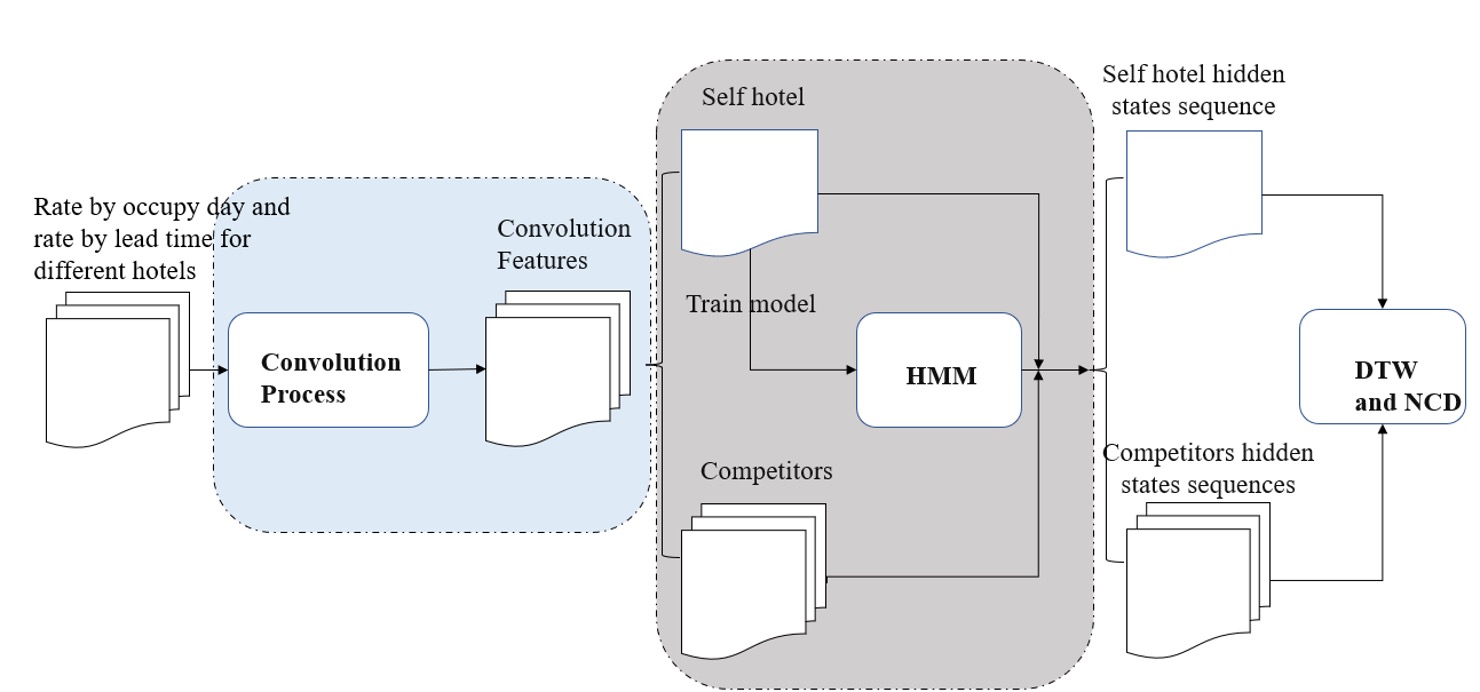 Rate by occupy day and
rate by lead time for
different hotels
Convolution
Process
Convolution
Features
Self hotel
Train model
HMM
Competitors
Self hotel hidden
states sequence
Competitors hidden
states sequences
DTW
and NCD